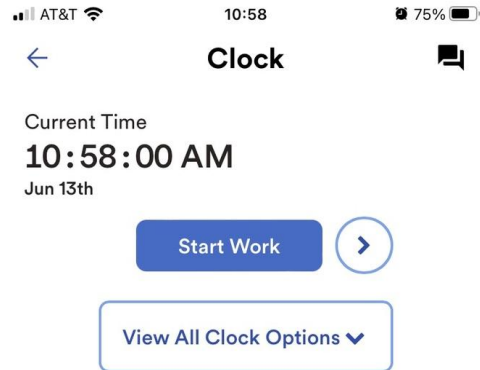 AT&T 10:58 75%
Clock
Current Time
10:58:00 AM
Jun 13th
Start Work
View All Clock Options